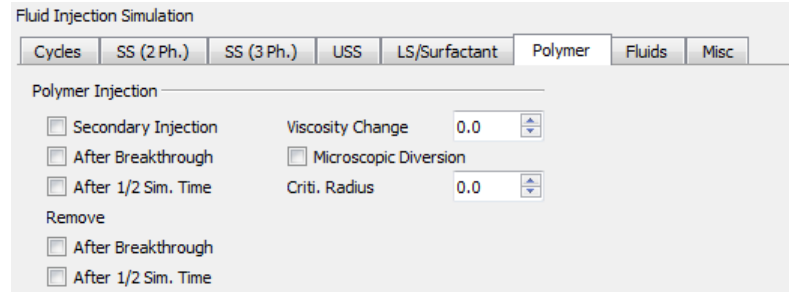 Fluid Injection Simulation
Cycles SS (2 Ph.) SS (3 Ph.) USS LS/Surfactant Polymer Fluids Misc
Polymer Injection
Secondary Injection Viscosity Change 0.0
After Breakthrough Microscopic Diversion
After 1/2 Sim. Time Criti. Radius 0.0
Remove
After Breakthrough
After 1/2 Sim. Time